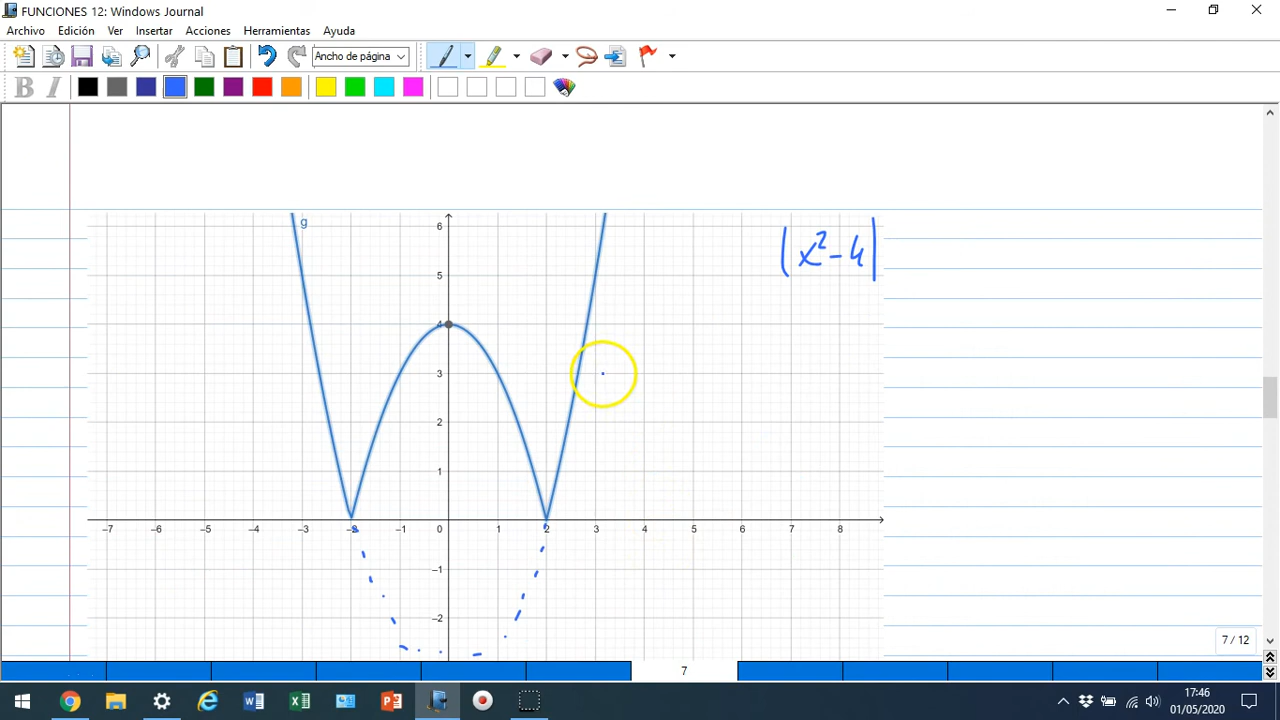 FUNCIONES 12: Windows Journal
Archivo Edición Ver Insertar Acciones Herramientas Ayuda
Ancho de página
B I
g
|x²-4|
6
5
4
3
2
1
-7 -6 -5 -4 -3 -2 -1 0 1 2 3 4 5 6 7 8
-1
-2
7 / 12
7
17:46
01/05/2020